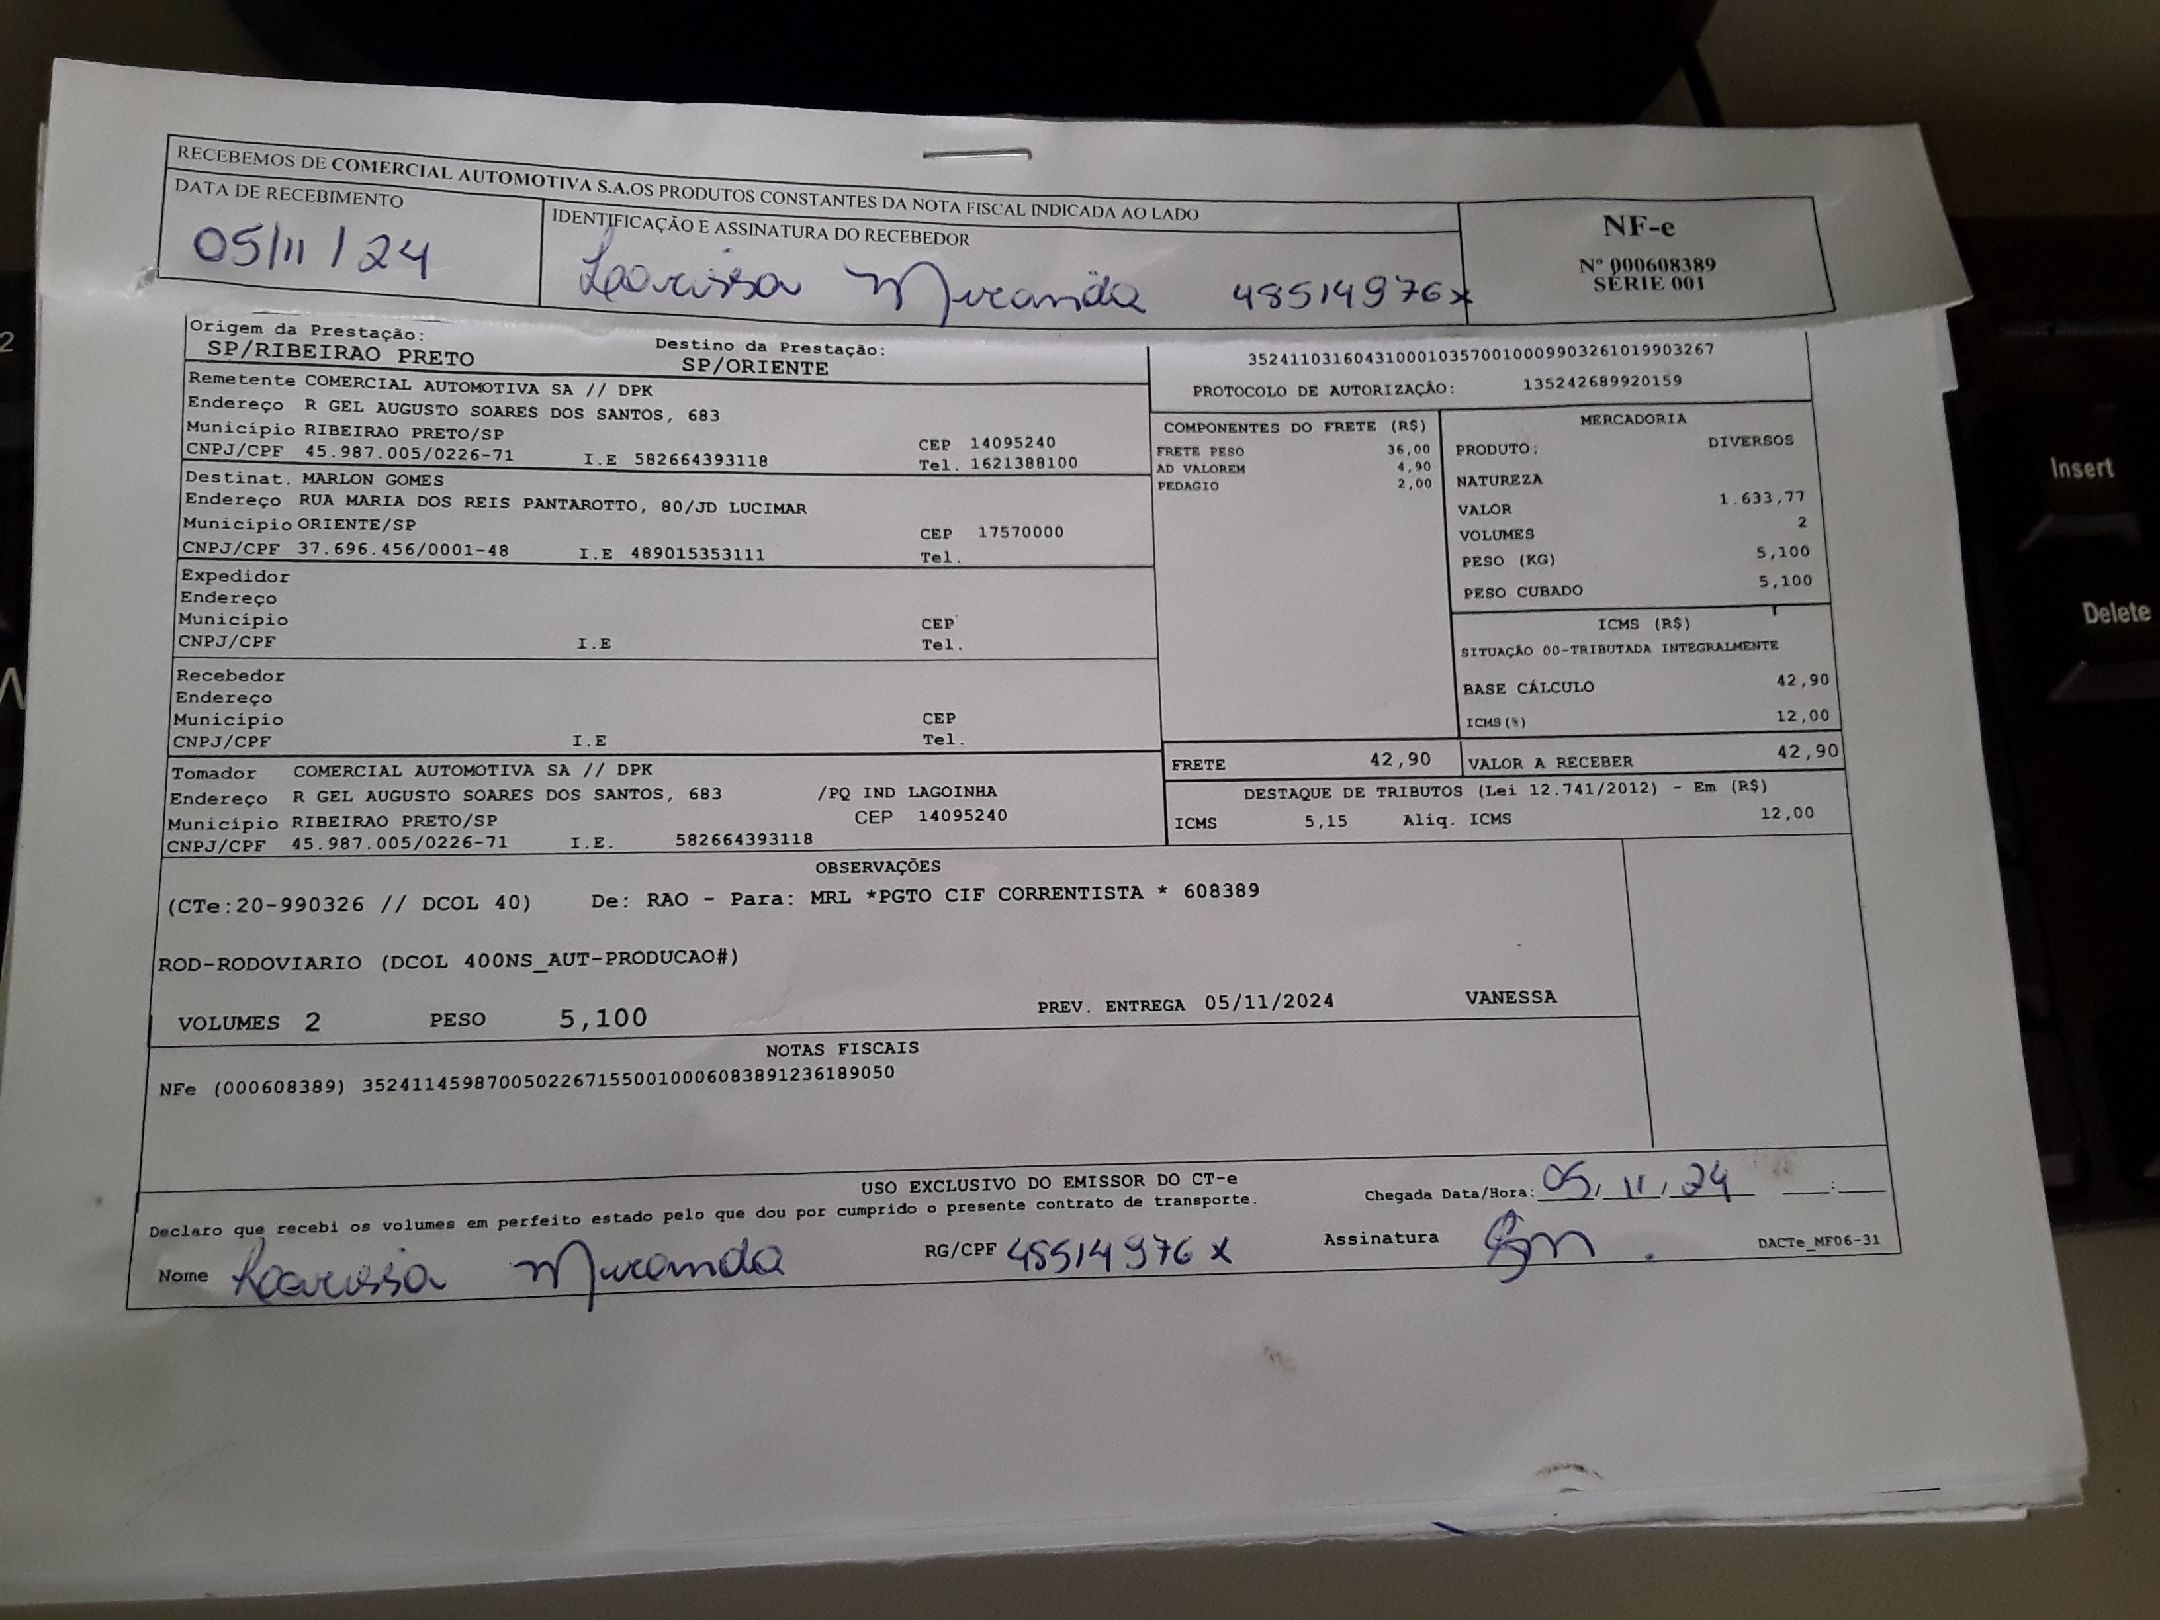 RECEBEMOS DE COMERCIAL AUTOMOTIVA S.A.OS PRODUTOS CONSTANTES DA NOTA FISCAL INDICADA AO LADO
DATA DE RECEBIMENTO
05/11/24
IDENTIFICAÇÃO E ASSINATURA DO RECEBEDOR
Larissa Miranda 48514976x
NF-e
Nº 000608389
SÉRIE 001
Origem da Prestação:
SP/RIBEIRAO PRETO
Destino da Prestação:
SP/ORIENTE
35241103160431000103570010009903261019903267
PROTOCOLO DE AUTORIZAÇÃO: 135242689920159
Remetente COMERCIAL AUTOMOTIVA SA // DPK
Endereço R GEL AUGUSTO SOARES DOS SANTOS, 683
Município RIBEIRAO PRETO/SP CEP 14095240
CNPJ/CPF 45.987.005/0226-71 I.E 582664393118 Tel. 1621388100
Destinat. MARLON GOMES
Endereço RUA MARIA DOS REIS PANTAROTTO, 80/JD LUCIMAR
Município ORIENTE/SP CEP 17570000
CNPJ/CPF 37.696.456/0001-48 I.E 489015353111 Tel.
Expedidor
Endereço
Município CEP
CNPJ/CPF I.E Tel.
Recebedor
Endereço
Município CEP
CNPJ/CPF I.E Tel.
Tomador COMERCIAL AUTOMOTIVA SA // DPK
Endereço R GEL AUGUSTO SOARES DOS SANTOS, 683 /PQ IND LAGOINHA
Município RIBEIRAO PRETO/SP CEP 14095240
CNPJ/CPF 45.987.005/0226-71 I.E. 582664393118
COMPONENTES DO FRETE (R$)
FRETE PESO 36,00
AD VALOREM 4,90
PEDAGIO 2,00
MERCADORIA
PRODUTO: DIVERSOS
NATUREZA
VALOR 1.633,77
VOLUMES 2
PESO (KG) 5,100
PESO CUBADO 5,100
ICMS (R$)
SITUAÇÃO 00-TRIBUTADA INTEGRALMENTE
BASE CÁLCULO 42,90
ICMS(%) 12,00
FRETE 42,90 VALOR A RECEBER 42,90
DESTAQUE DE TRIBUTOS (Lei 12.741/2012) - Em (R$)
ICMS 5,15 Aliq. ICMS 12,00
OBSERVAÇÕES
(CTe:20-990326 // DCOL 40) De: RAO - Para: MRL *PGTO CIF CORRENTISTA * 608389
ROD-RODOVIARIO (DCOL 400NS_AUT-PRODUCAO#)
VOLUMES 2 PESO 5,100 PREV. ENTREGA 05/11/2024 VANESSA
NOTAS FISCAIS
NFe (000608389) 35241145987005022671550010006083891236189050
USO EXCLUSIVO DO EMISSOR DO CT-e
Declaro que recebi os volumes em perfeito estado pelo que dou por cumprido o presente contrato de transporte.
Chegada Data/Hora: 05/11/24 __:__
Nome Larissa Miranda RG/CPF 48514976x Assinatura
DACTe_MF06-31
Insert
Delete
2